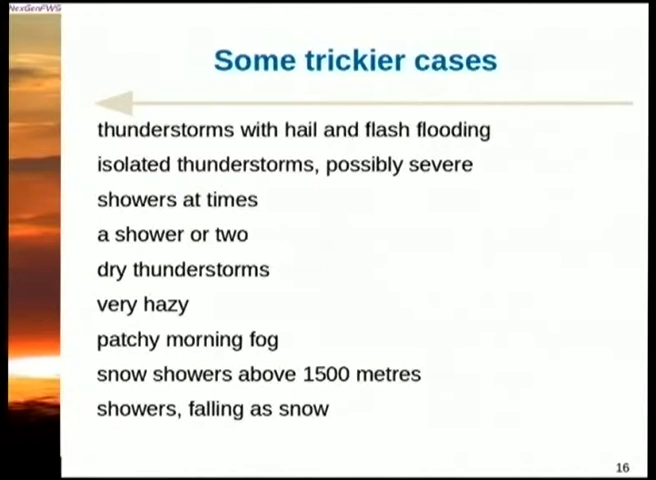 NexGenFWS
Some trickier cases
thunderstorms with hail and flash flooding
isolated thunderstorms, possibly severe
showers at times
a shower or two
dry thunderstorms
very hazy
patchy morning fog
snow showers above 1500 metres
showers, falling as snow
16